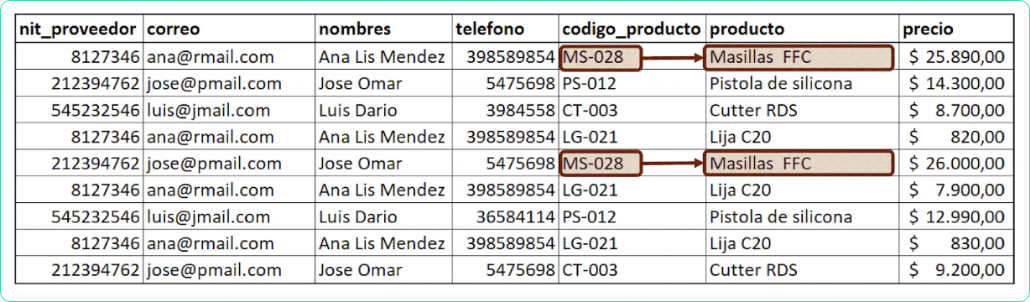 nit_proveedor correo nombres telefono codigo_producto producto precio
8127346 ana@rmail.com Ana Lis Mendez 398589854 MS-028 Masillas FFC $ 25.890,00
212394762 jose@pmail.com Jose Omar 5475698 PS-012 Pistola de silicona $ 14.300,00
545232546 luis@jmail.com Luis Dario 3984558 CT-003 Cutter RDS $ 8.700,00
8127346 ana@rmail.com Ana Lis Mendez 398589854 LG-021 Lija C20 $ 820,00
212394762 jose@pmail.com Jose Omar 5475698 MS-028 Masillas FFC $ 26.000,00
8127346 ana@rmail.com Ana Lis Mendez 398589854 LG-021 Lija C20 $ 7.900,00
545232546 luis@jmail.com Luis Dario 36584114 PS-012 Pistola de silicona $ 12.990,00
8127346 ana@rmail.com Ana Lis Mendez 398589854 LG-021 Lija C20 $ 830,00
212394762 jose@pmail.com Jose Omar 5475698 CT-003 Cutter RDS $ 9.200,00